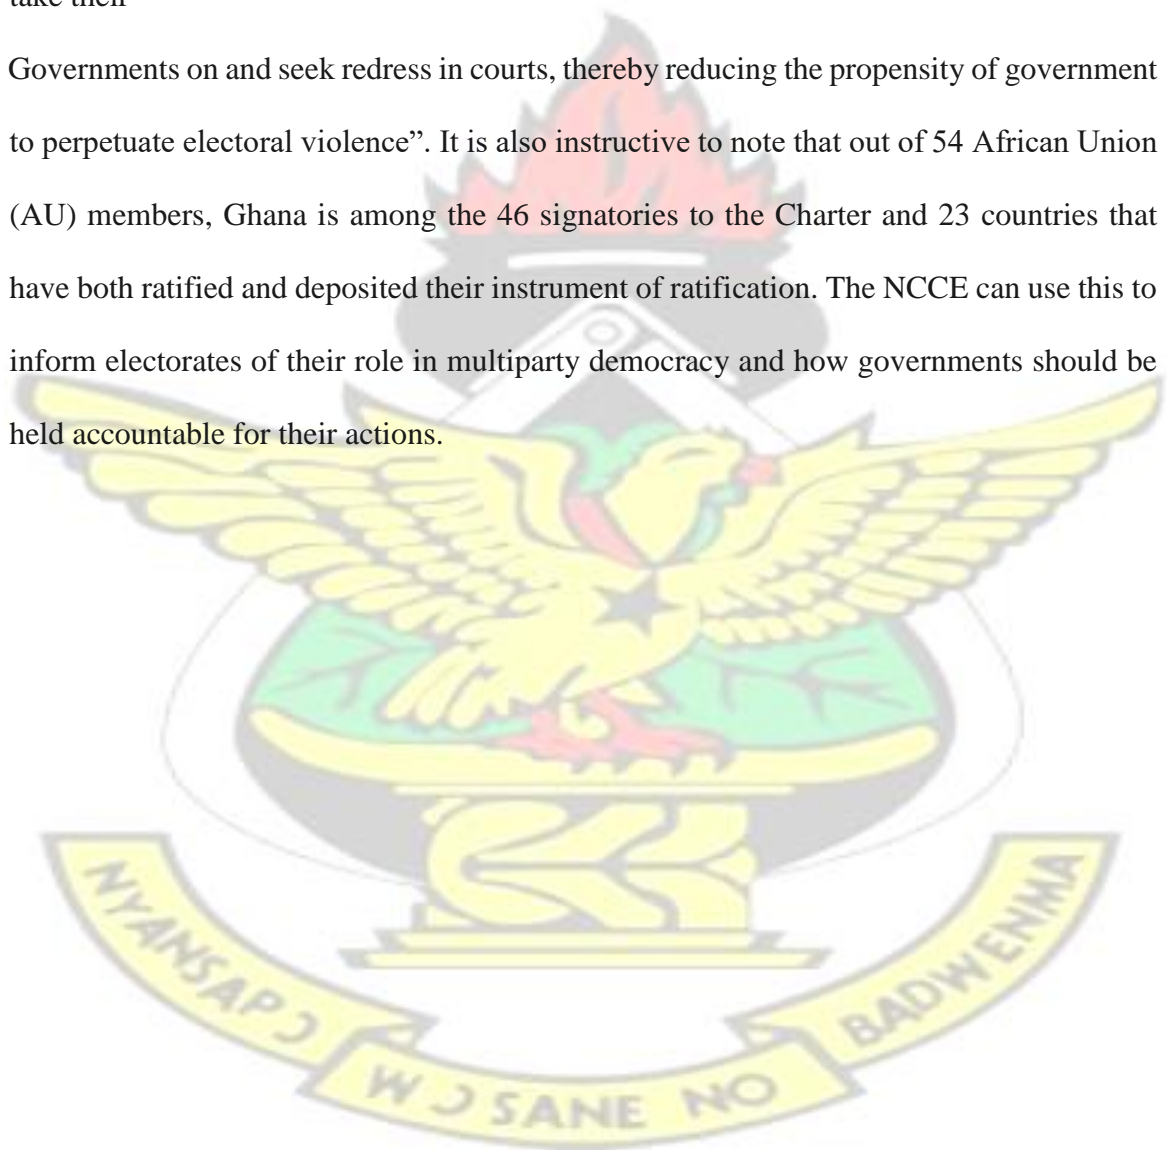 take their
Governments on and seek redress in courts, thereby reducing the propensity of government
to perpetuate electoral violence”. It is also instructive to note that out of 54 African Union
(AU) members, Ghana is among the 46 signatories to the Charter and 23 countries that
have both ratified and deposited their instrument of ratification. The NCCE can use this to
inform electorates of their role in multiparty democracy and how governments should be
held accountable for their actions.
NYANSAPƆ
WƆSANE NO
BADWENMA